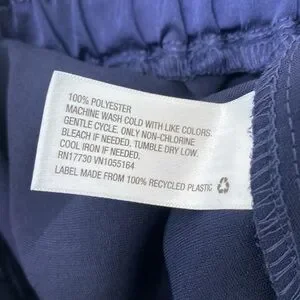 100% POLYESTER
MACHINE WASH COLD WITH LIKE COLORS.
GENTLE CYCLE. ONLY NON-CHLORINE
BLEACH IF NEEDED. TUMBLE DRY LOW.
COOL IRON IF NEEDED.
RN17730 VN1055164
LABEL MADE FROM 100% RECYCLED PLASTIC